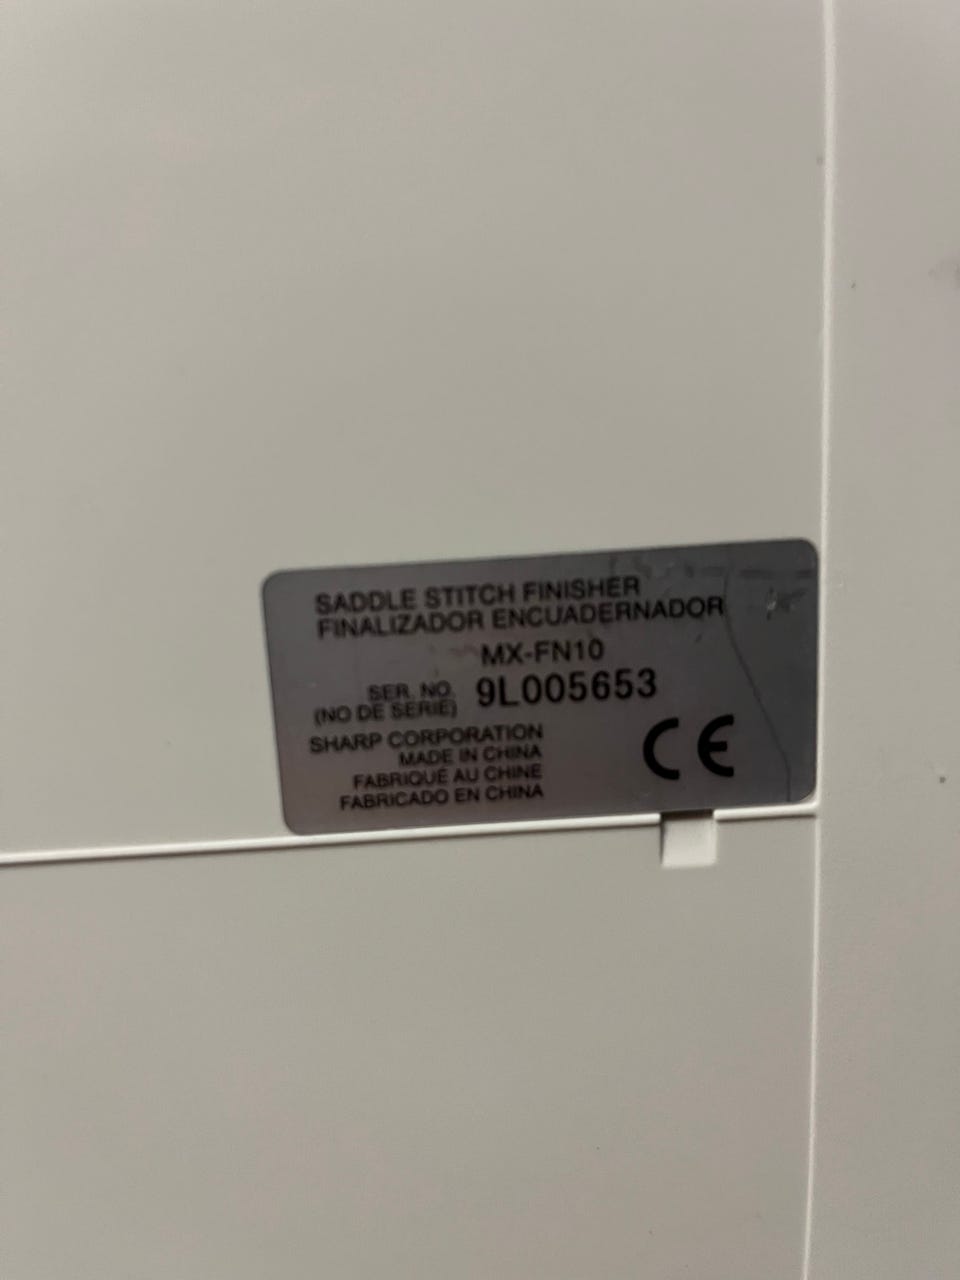 SADDLE STITCH FINISHER
FINALIZADOR ENCUADERNADOR
MX-FN10
SER. NO. 9L005653
(NO DE SERIE)
SHARP CORPORATION
MADE IN CHINA
FABRIQUÉ AU CHINE
FABRICADO EN CHINA
CE